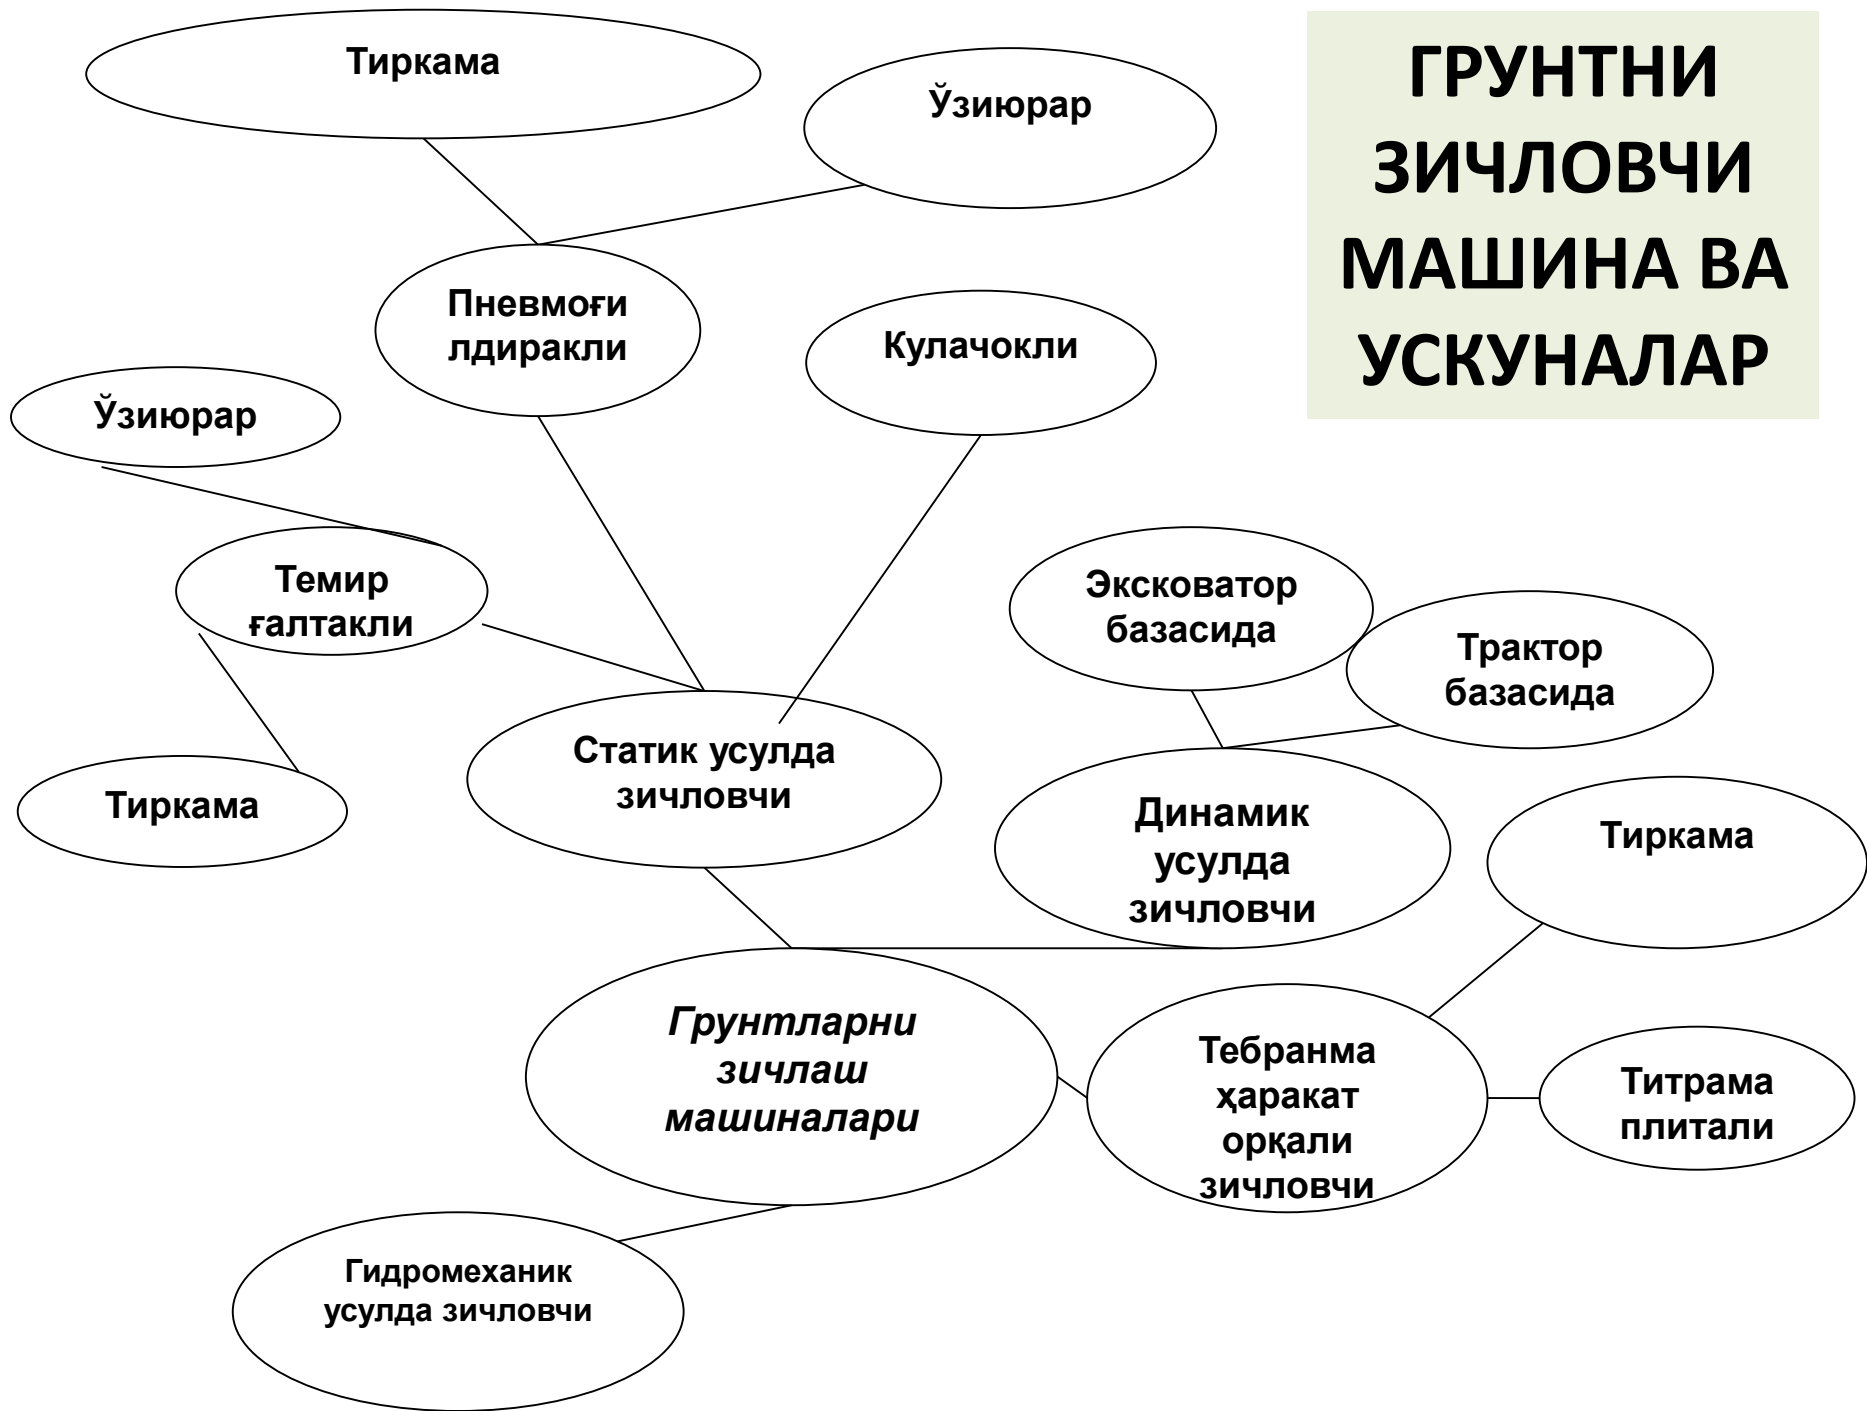 Тиркама
Ўзиюрар
ГРУНТНИ
ЗИЧЛОВЧИ
МАШИНА ВА
УСКУНАЛАР
Пневмоғи
лдиракли
Кулачокли
Ўзиюрар
Темир
ғалтакли
Эксковатор
базасида
Трактор
базасида
Статик усулда
зичловчи
Тиркама
Динамик
усулда
зичловчи
Тиркама
Грунтларни
зичлаш
машиналари
Тебранма
ҳаракат
орқали
зичловчи
Титрама
плитали
Гидромеханик
усулда зичловчи